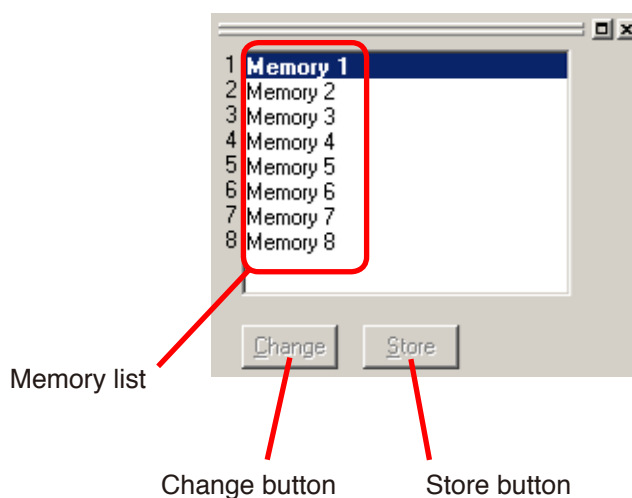 1 Memory 1
2 Memory 2
3 Memory 3
4 Memory 4
5 Memory 5
6 Memory 6
7 Memory 7
8 Memory 8
Change Store
Memory list
Change button Store button